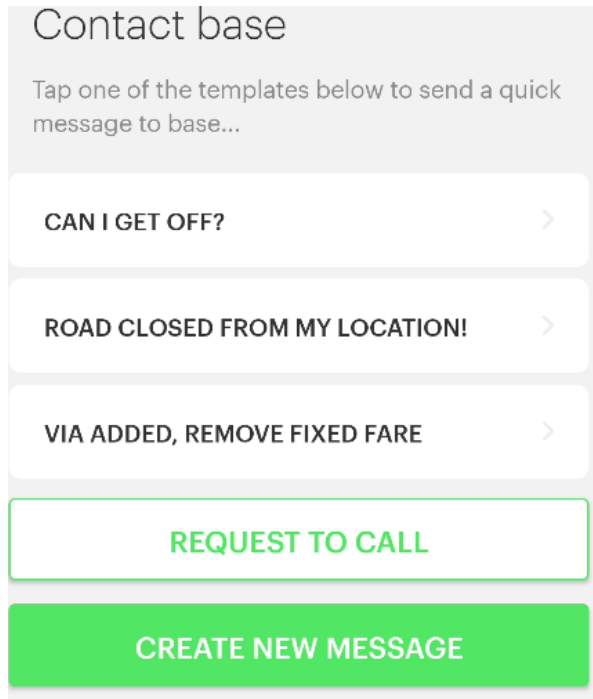 Contact base
Tap one of the templates below to send a quick
message to base...
CAN I GET OFF?
ROAD CLOSED FROM MY LOCATION!
VIA ADDED, REMOVE FIXED FARE
REQUEST TO CALL
CREATE NEW MESSAGE